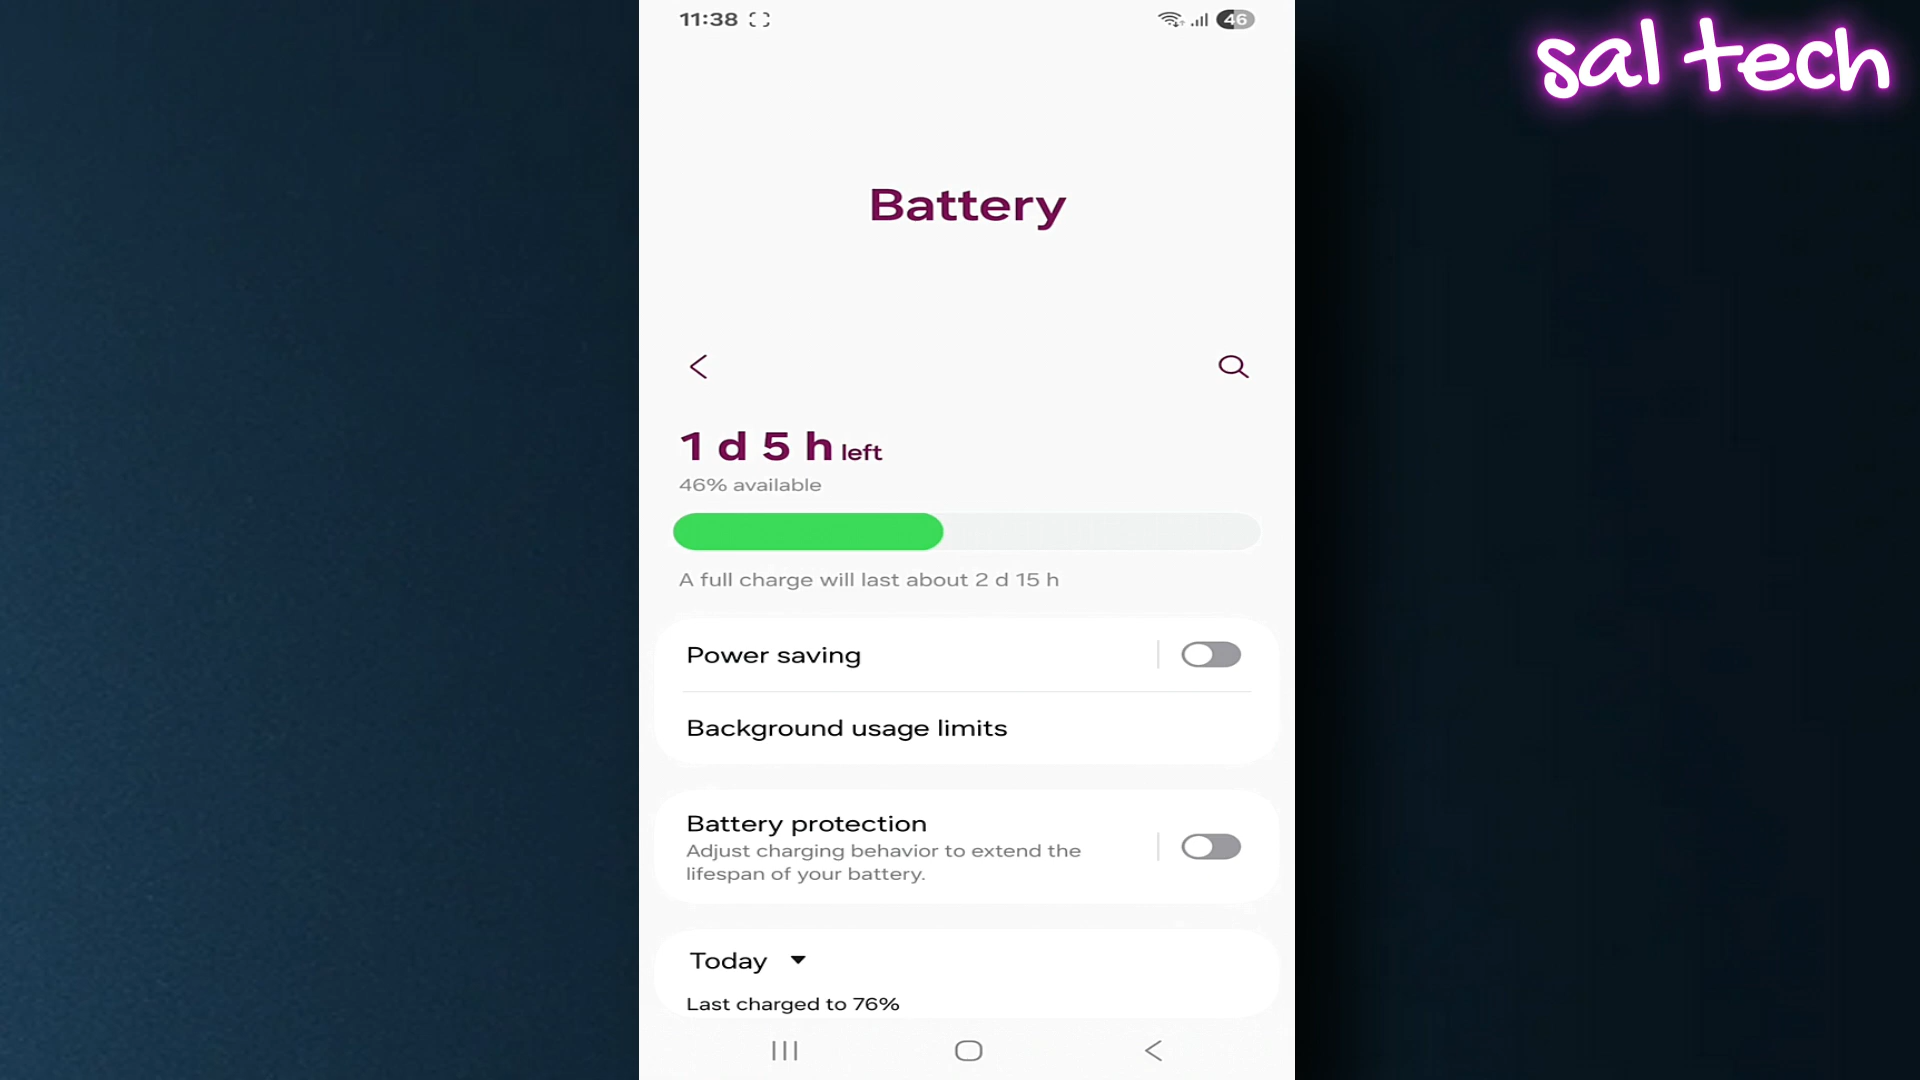 11:38
46
sal tech
Battery
1 d 5 h left
46% available
A full charge will last about 2 d 15 h
Power saving
Background usage limits
Battery protection
Adjust charging behavior to extend the
lifespan of your battery.
Today
Last charged to 76%